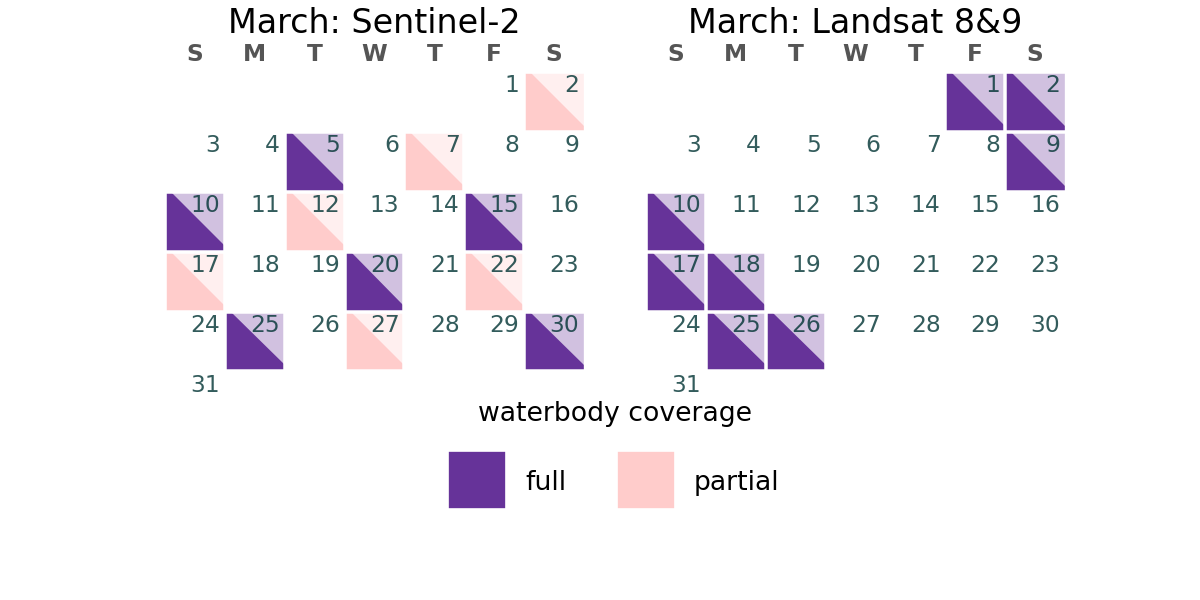 March: Sentinel-2
S M T W T F S
1 2
3 4 5 6 7 8 9
10 11 12 13 14 15 16
17 18 19 20 21 22 23
24 25 26 27 28 29 30
31
March: Landsat 8&9
S M T W T F S
1 2
3 4 5 6 7 8 9
10 11 12 13 14 15 16
17 18 19 20 21 22 23
24 25 26 27 28 29 30
31
waterbody coverage
full partial